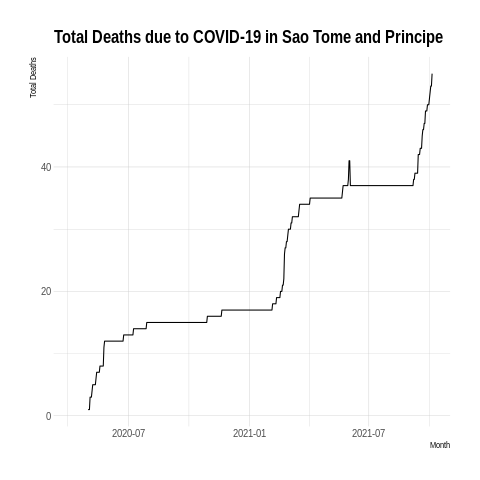 Total Deaths due to COVID-19 in Sao Tome and Principe
Total Deaths
40
20
0
2020-07
2021-01
2021-07
Month